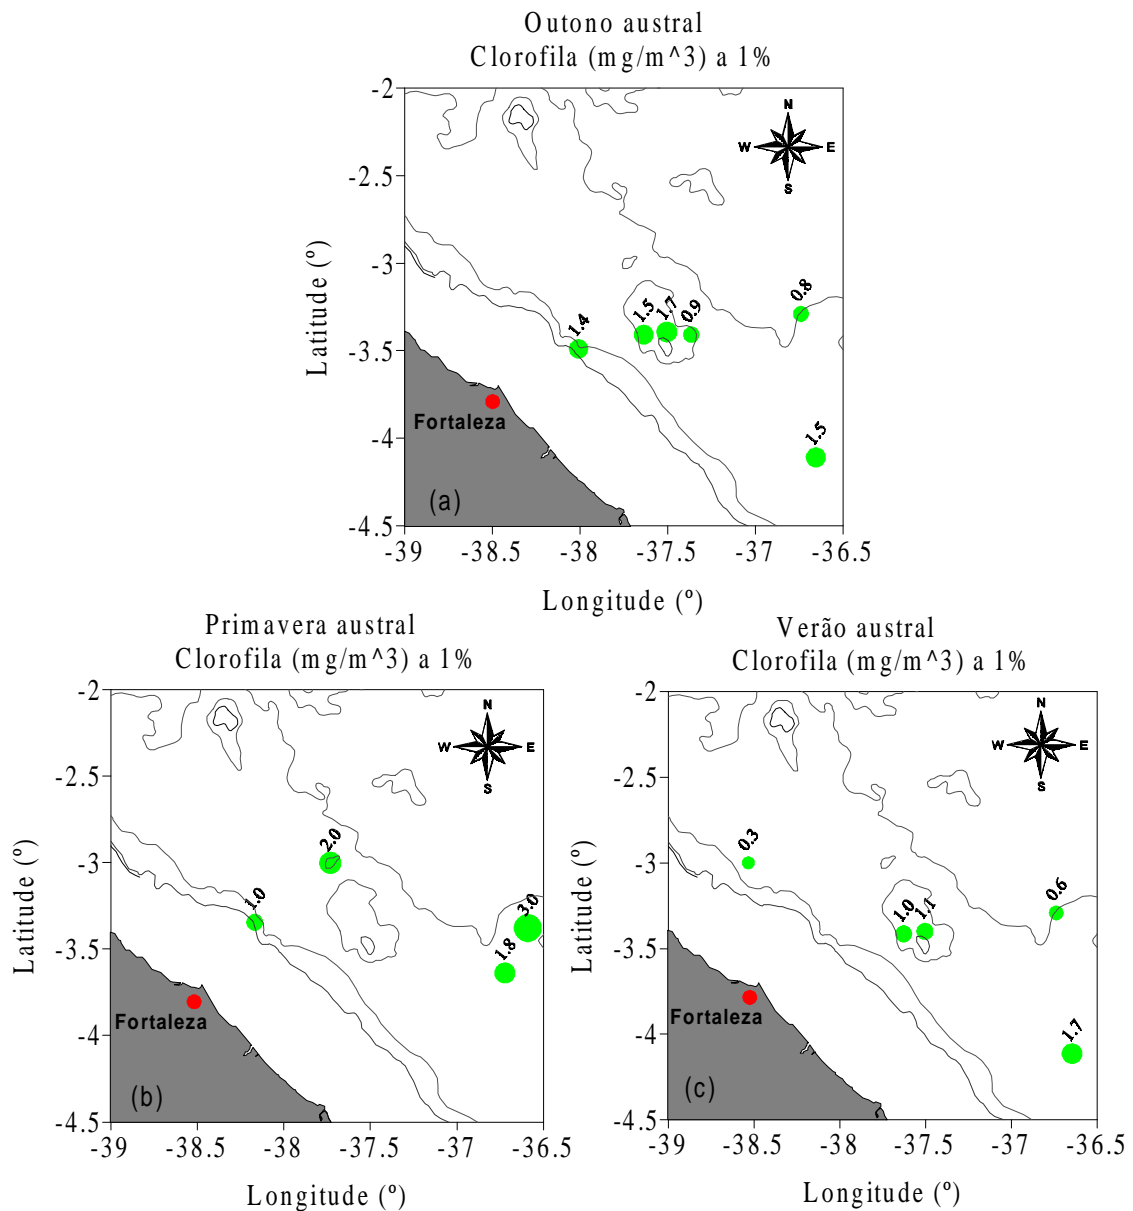 Outono austral
Clorofila (mg/m^3) a 1%
N
W E
S
-2
-2.5
-3
-3.5
-4
-4.5
Latitude (º)
1.4
1.5
1.7
0.9
0.8
1.5
Fortaleza
(a)
-39 -38.5 -38 -37.5 -37 -36.5
Longitude (º)
Primavera austral
Clorofila (mg/m^3) a 1%
N
W E
S
-2
-2.5
-3
-3.5
-4
-4.5
Latitude (º)
2.0
1.0
3.0
1.8
Fortaleza
(b)
-39 -38.5 -38 -37.5 -37 -36.5
Longitude (º)
Verão austral
Clorofila (mg/m^3) a 1%
N
W E
S
-2
-2.5
-3
-3.5
-4
-4.5
Latitude (º)
0.3
1.0
1.1
0.6
1.7
Fortaleza
(c)
-39 -38.5 -38 -37.5 -37 -36.5
Longitude (º)